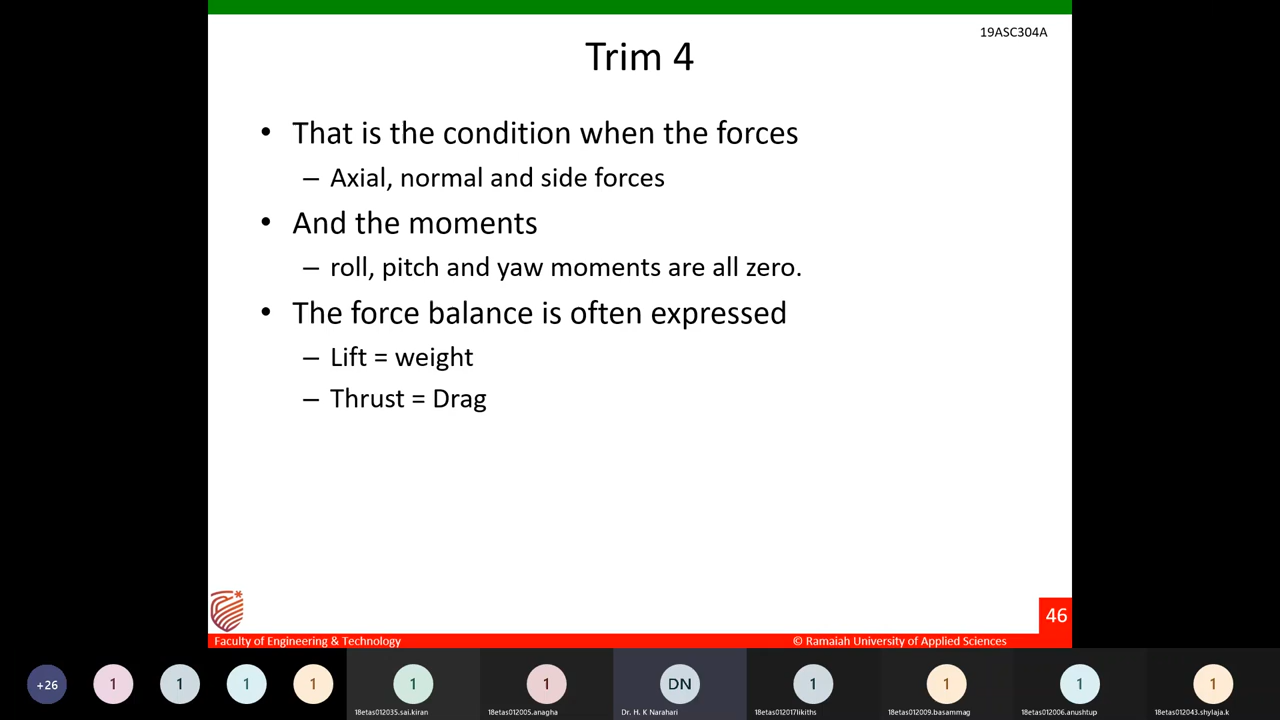 19ASC304A
Trim 4
• That is the condition when the forces
– Axial, normal and side forces
• And the moments
– roll, pitch and yaw moments are all zero.
• The force balance is often expressed
– Lift = weight
– Thrust = Drag
46
Faculty of Engineering & Technology
© Ramaiah University of Applied Sciences
+26
1
1
1
1
1
1
DN
1
1
1
1
18etas012035.sai.kiran
18etas012005.anagha
Dr. H. K Narahari
18etas012017likiths
18etas012009.basammag
18etas012006.anushtup
18etas012043.shylaja.k